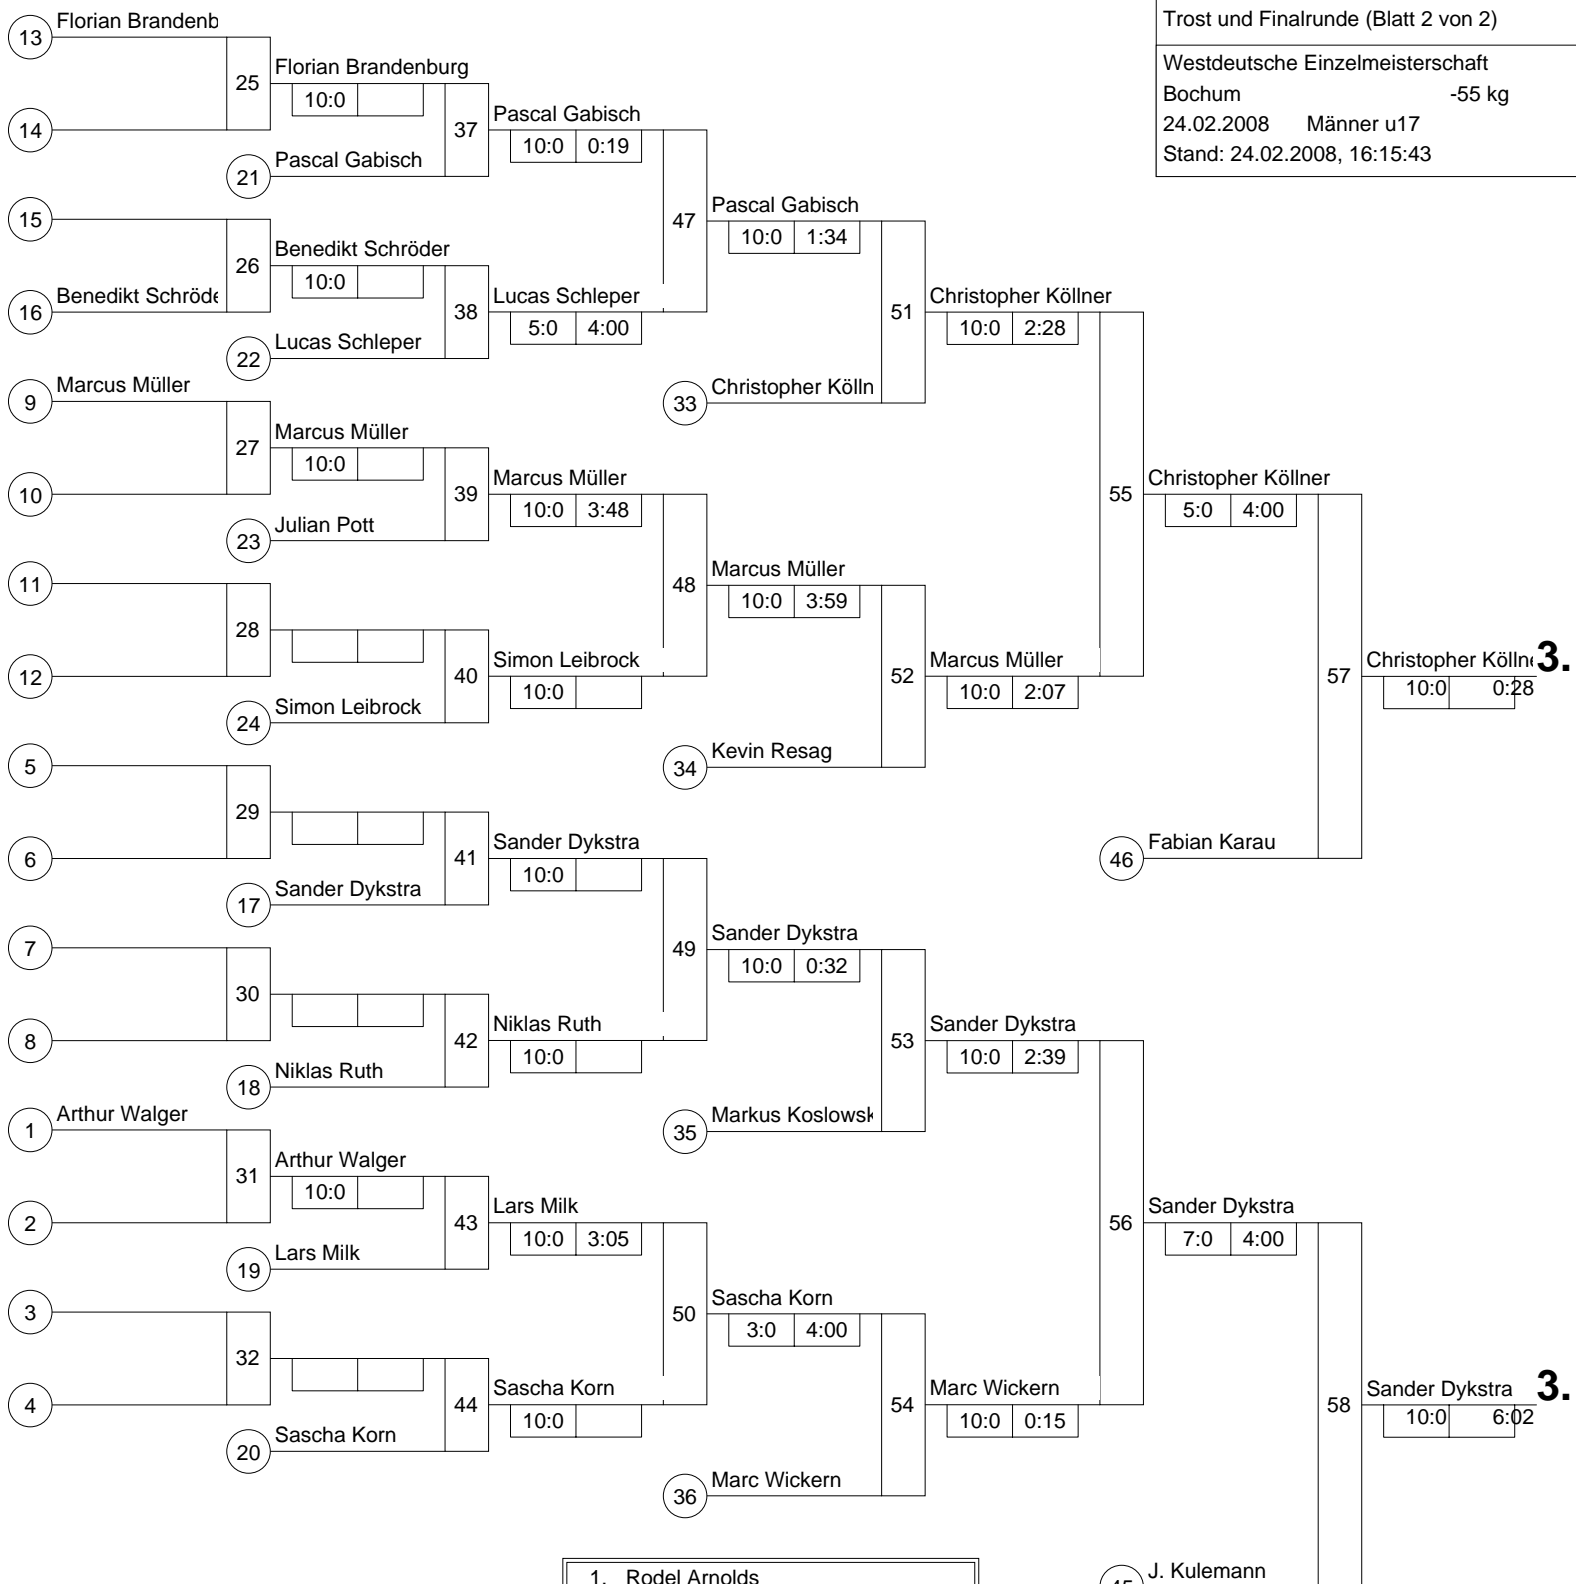 Trost und Finalrunde (Blatt 2 von 2)
Westdeutsche Einzelmeisterschaft
Bochum -55 kg
24.02.2008 Männer u17
Stand: 24.02.2008, 16:15:43
13 Florian Brandenb
25 Florian Brandenburg
10:0
14
37 Pascal Gabisch
10:0 0:19
21 Pascal Gabisch
15
47 Pascal Gabisch
10:0 1:34
26 Benedikt Schröder
10:0
16 Benedikt Schröde
38 Lucas Schleper
5:0 4:00
22 Lucas Schleper
51 Christopher Köllner
10:0 2:28
9 Marcus Müller
33 Christopher Kölln
27 Marcus Müller
10:0
10
39 Marcus Müller
10:0 3:48
55 Christopher Köllner
5:0 4:00
23 Julian Pott
11
48 Marcus Müller
10:0 3:59
28
12
40 Simon Leibrock
10:0
52 Marcus Müller
10:0 2:07
57 Christopher Köllne 3.
10:0 0:28
24 Simon Leibrock
34 Kevin Resag
5
29
6
41 Sander Dykstra
10:0
46 Fabian Karau
17 Sander Dykstra
7
49 Sander Dykstra
10:0 0:32
30
8
42 Niklas Ruth
10:0
53 Sander Dykstra
10:0 2:39
18 Niklas Ruth
1 Arthur Walger
35 Markus Koslowsk
31 Arthur Walger
10:0
2
43 Lars Milk
10:0 3:05
56 Sander Dykstra
7:0 4:00
19 Lars Milk
3
50 Sascha Korn
3:0 4:00
32
4
44 Sascha Korn
10:0
54 Marc Wickern
10:0 0:15
58 Sander Dykstra 3.
10:0 6:02
20 Sascha Korn
36 Marc Wickern
1. Rodel Arnolds
45 J. Kulemann